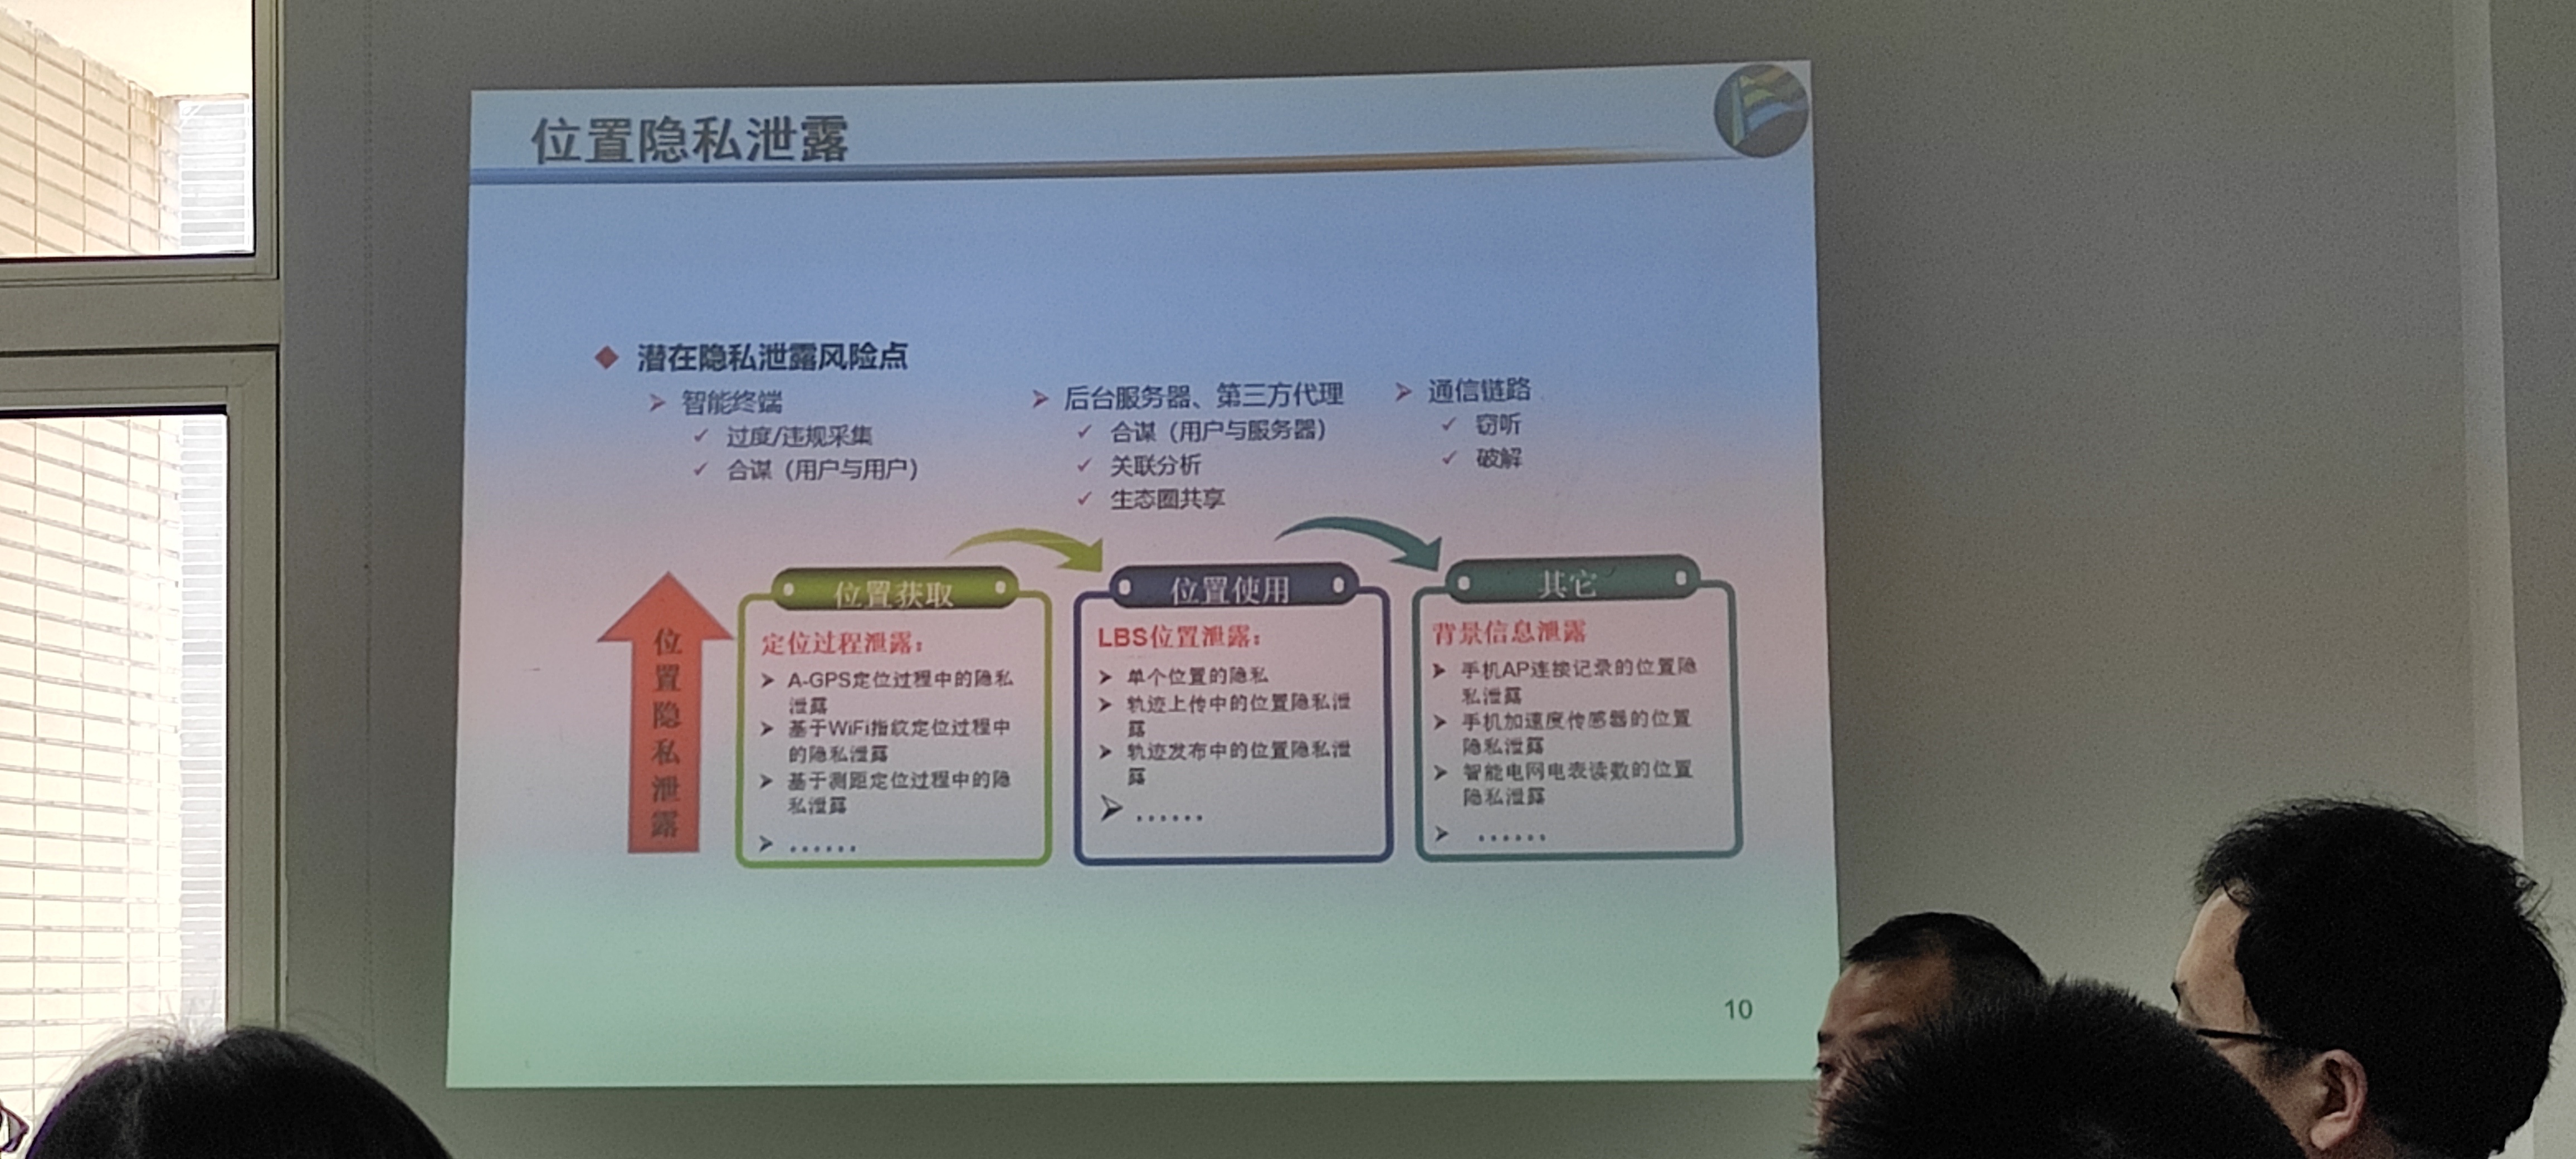 位置隐私泄露
潜在隐私泄露风险点
智能终端
过度/违规采集
合谋（用户与用户）
后台服务器、第三方代理
合谋（用户与服务器）
关联分析
生态圈共享
通信链路
窃听
破解
位置隐私泄露
位置获取
定位过程泄露：
A-GPS定位过程中的隐私
泄露
基于WiFi指纹定位过程中
的隐私泄露
基于测距定位过程中的隐
私泄露
……
位置使用
LBS位置泄露：
单个位置的隐私
轨迹上传中的位置隐私泄
露
轨迹发布中的位置隐私泄
露
……
其它
背景信息泄露
手机AP连接记录的位置隐
私泄露
手机加速度传感器的位置
隐私泄露
智能电网电表读数的位置
隐私泄露
……
10